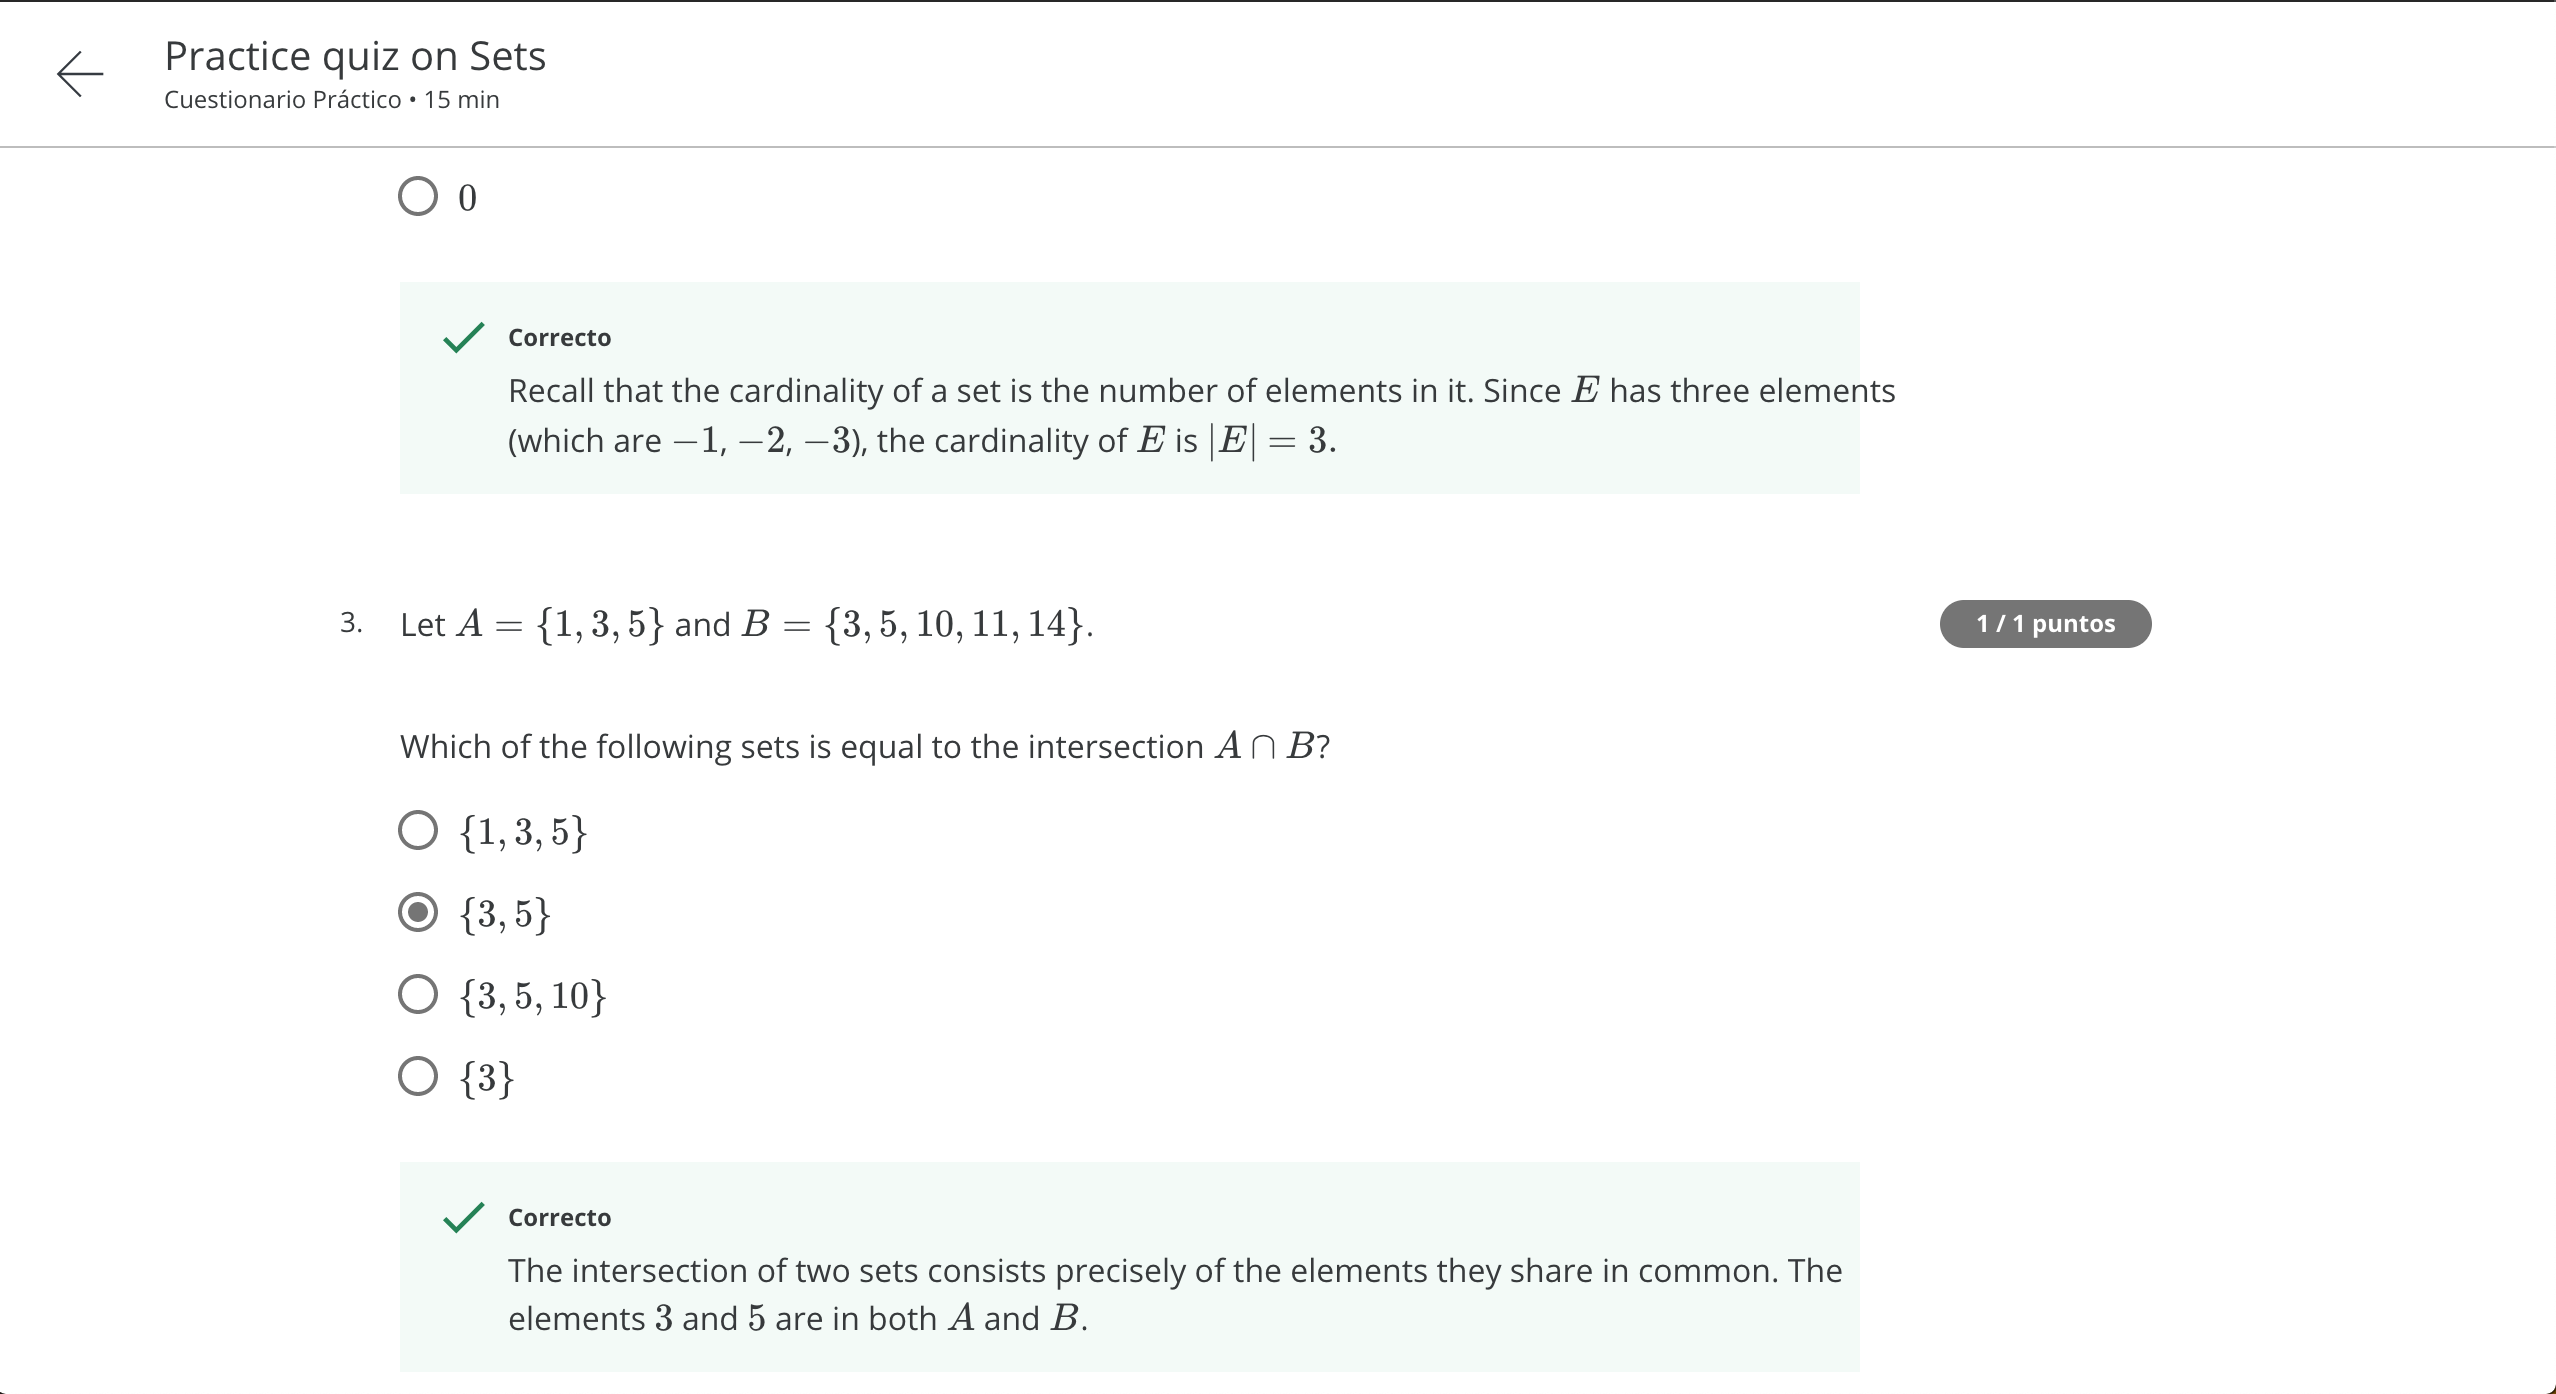 Practice quiz on Sets
Cuestionario Práctico • 15 min
0
Correcto
Recall that the cardinality of a set is the number of elements in it. Since E has three elements
(which are −1, −2, −3), the cardinality of E is |E| = 3.
3. Let A = {1, 3, 5} and B = {3, 5, 10, 11, 14}.
1 / 1 puntos
Which of the following sets is equal to the intersection A ∩ B?
{1, 3, 5}
{3, 5}
{3, 5, 10}
{3}
Correcto
The intersection of two sets consists precisely of the elements they share in common. The
elements 3 and 5 are in both A and B.